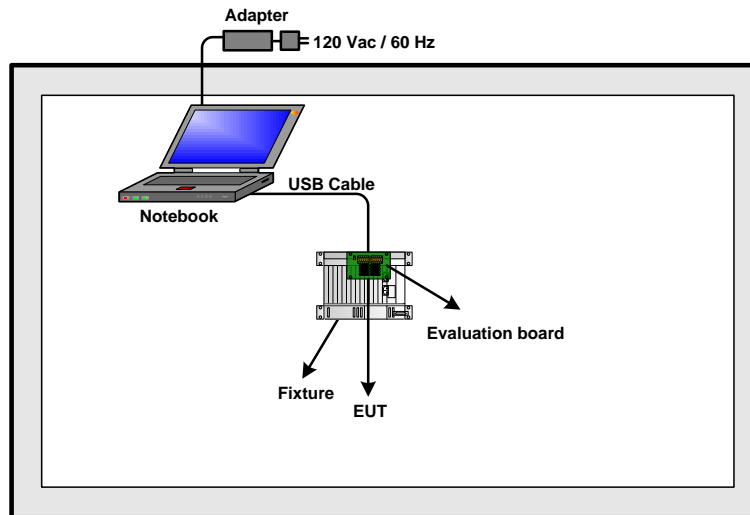 Adapter
120 Vac / 60 Hz
USB Cable
Notebook
Evaluation board
Fixture
EUT